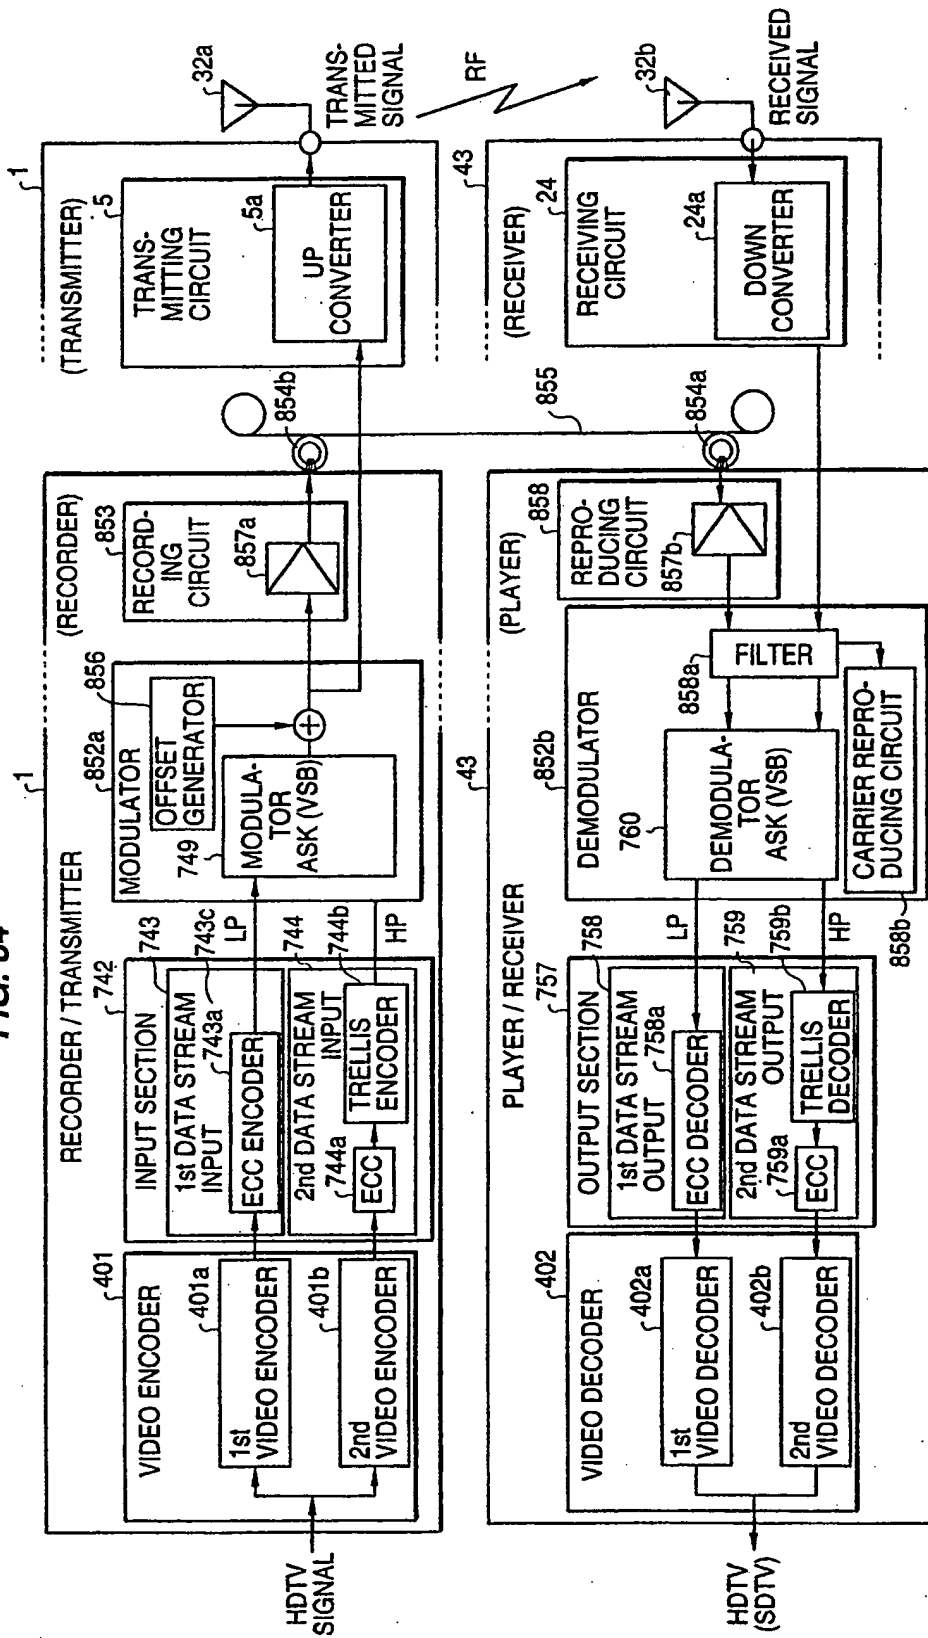 FIG. 84
RECORDER / TRANSMITTER
1
HDTV
SIGNAL
401
VIDEO ENCODER
401a
1st
VIDEO ENCODER
401b
2nd
VIDEO ENCODER
742
INPUT SECTION
743
1st DATA STREAM
INPUT
743c
743a
ECC ENCODER
LP
744
2nd DATA STREAM
INPUT
744a
ECC
744b
TRELLIS
ENCODER
HP
852a
MODULATOR
856
OFFSET
GENERATOR
749
MODULA-
TOR
ASK (VSB)
(RECORDER)
853
RECORD-
ING
CIRCUIT
857a
854b
(TRANSMITTER)
1
5
TRANS-
MITTING
CIRCUIT
5a
UP
CONVERTER
32a
TRANS-
MITTED
SIGNAL
RF
855
PLAYER / RECEIVER
43
HDTV
(SDTV)
402
VIDEO DECODER
402a
1st
VIDEO DECODER
402b
2nd
VIDEO DECODER
757
OUTPUT SECTION
758
1st DATA STREAM
OUTPUT
758a
ECC DECODER
LP
759
2nd DATA STREAM
OUTPUT
759a
ECC
759b
TRELLIS
DECODER
HP
852b
DEMODULATOR
760
DEMODULA-
TOR
ASK (VSB)
858a
FILTER
CARRIER REPRO-
DUCING CIRCUIT
858b
(PLAYER)
858
REPRO-
DUCING
CIRCUIT
857b
854a
(RECEIVER)
43
24
RECEIVING
CIRCUIT
24a
DOWN
CONVERTER
32b
RECEIVED
SIGNAL